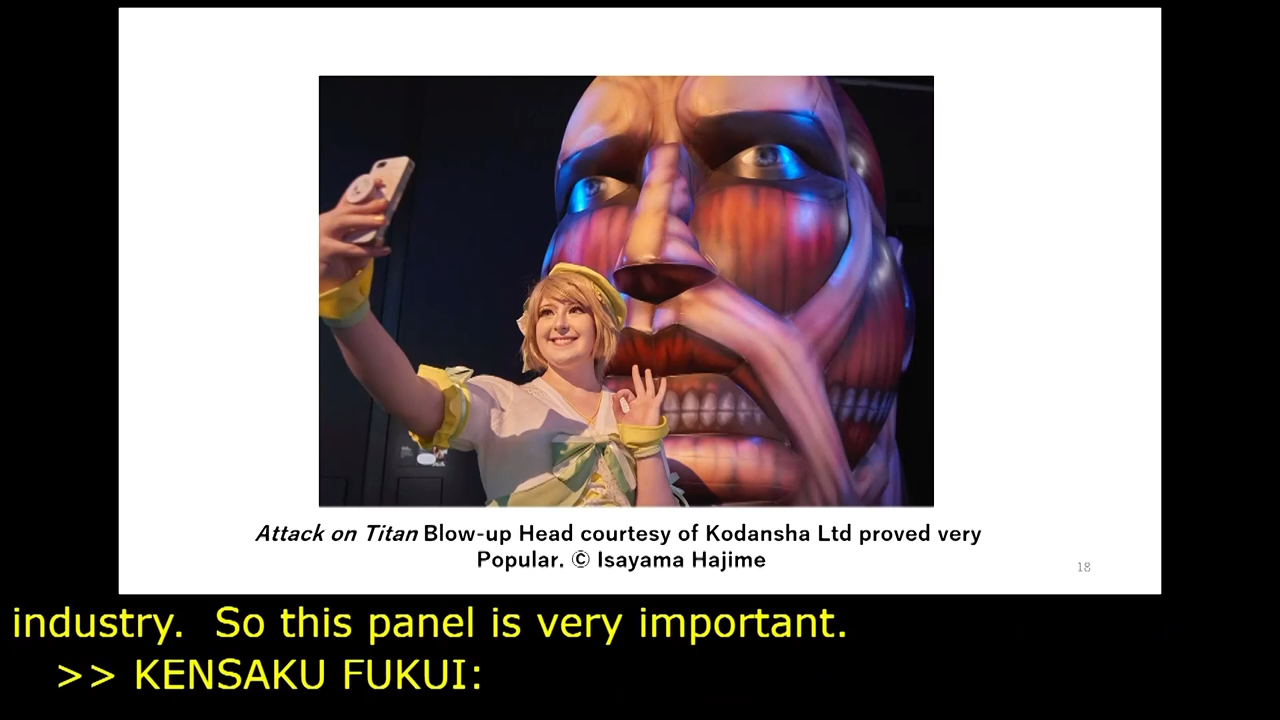 Attack on Titan Blow-up Head courtesy of Kodansha Ltd proved very
Popular. © Isayama Hajime
18
industry.  So this panel is very important.
>> KENSAKU FUKUI: